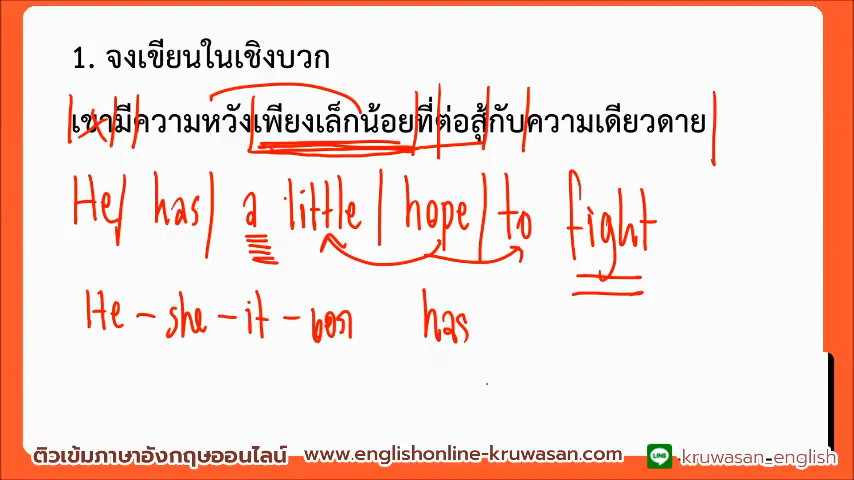 1. จงเขียนในเชิงบวก
เขามีความหวังเพียงเล็กน้อยที่ต่อสู้กับความเดียวดาย
He has a little hope to fight
He - she - it - เอก has
ติวเข้มภาษาอังกฤษออนไลน์ www.englishonline-kruwasan.com kruwasan_english